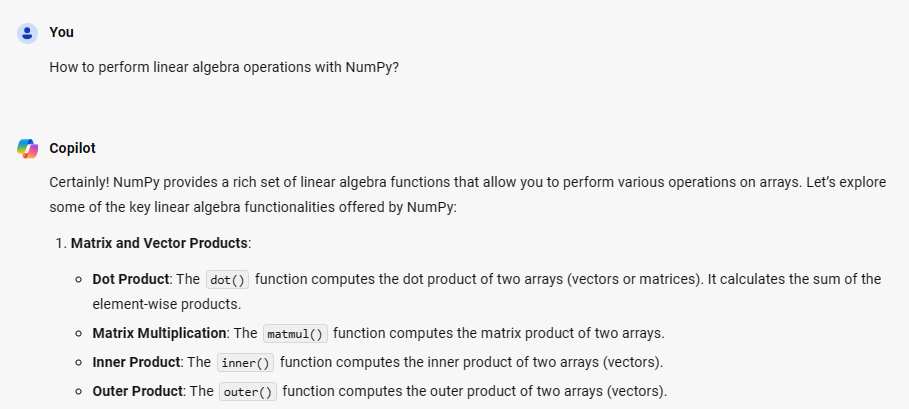 You
How to perform linear algebra operations with NumPy?
Copilot
Certainly! NumPy provides a rich set of linear algebra functions that allow you to perform various operations on arrays. Let’s explore
some of the key linear algebra functionalities offered by NumPy:
1. Matrix and Vector Products:
◦ Dot Product: The dot() function computes the dot product of two arrays (vectors or matrices). It calculates the sum of the
element-wise products.
◦ Matrix Multiplication: The matmul() function computes the matrix product of two arrays.
◦ Inner Product: The inner() function computes the inner product of two arrays (vectors).
◦ Outer Product: The outer() function computes the outer product of two arrays (vectors).